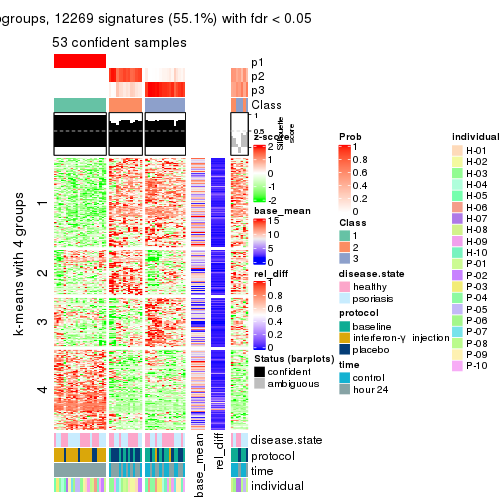 ogroups, 12269 signatures (55.1%) with fdr < 0.05
53 confident samples
p1
p2
p3
Class
1
0.5
0
Silhouette
score
k-means with 4 groups
1
2
3
4
z-score
2
1
0
-1
-2
base_mean
15
10
5
0
rel_diff
1
0.8
0.6
0.4
0.2
0
Status (barplots)
confident
ambiguous
Prob
1
0.8
0.6
0.4
0.2
0
Class
1
2
3
disease.state
healthy
psoriasis
protocol
baseline
interferon-γ injection
placebo
time
control
hour 24
individual
H-01
H-02
H-03
H-04
H-05
H-06
H-07
H-08
H-09
H-10
P-01
P-02
P-03
P-04
P-05
P-06
P-07
P-08
P-09
P-10
disease.state
protocol
time
individual
base_mean
rel_diff